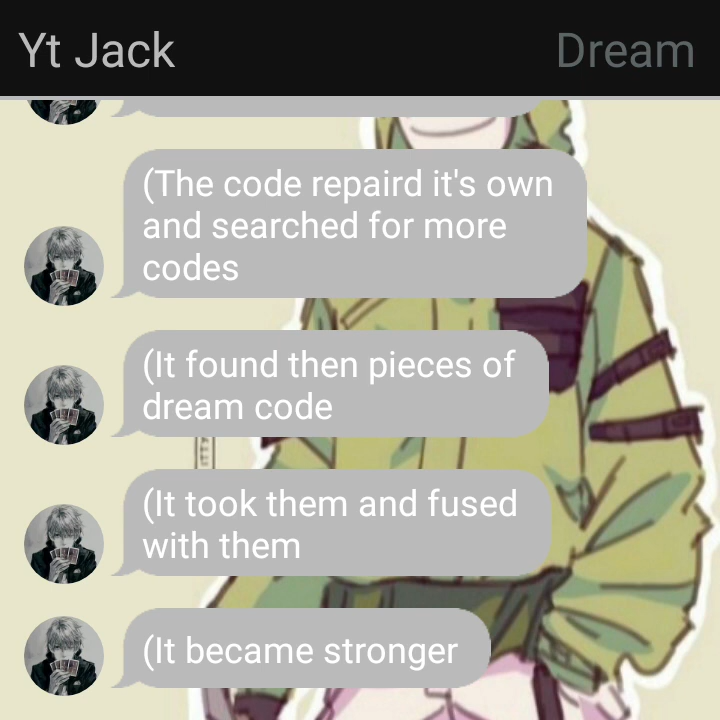 Yt Jack
Dream
(The code repaird it's own
and searched for more
codes
(It found then pieces of
dream code
(It took them and fused
with them
(It became stronger